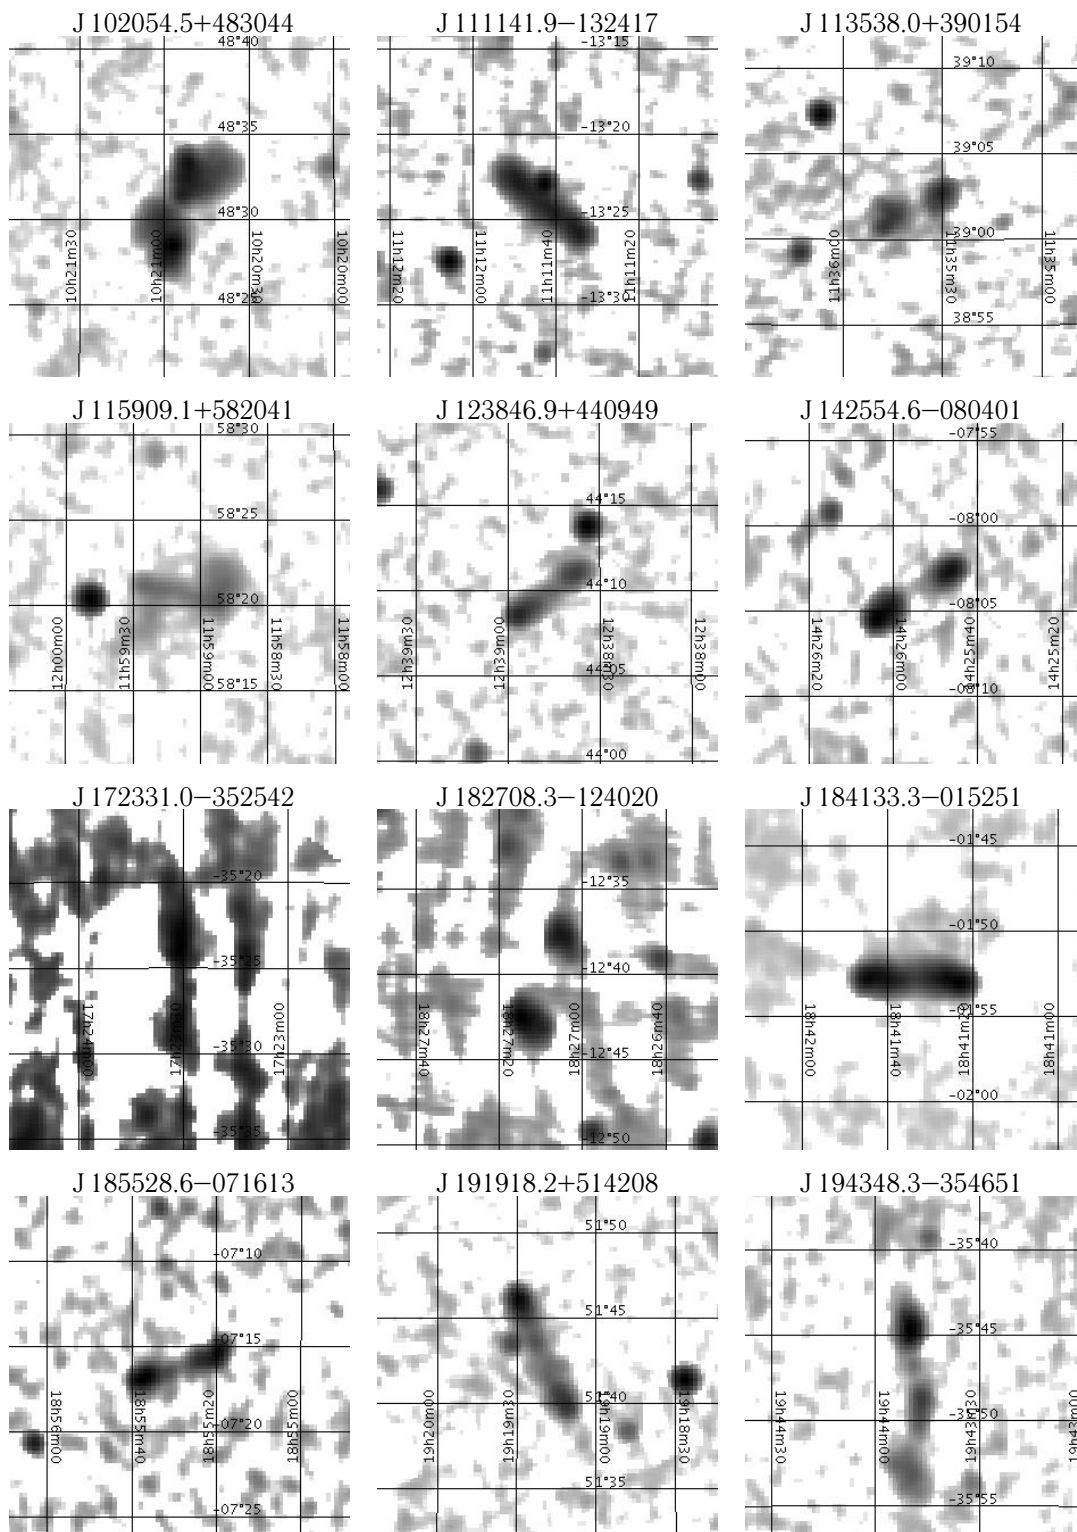 J 102054.5+483044
48°40
48°35
48°30
48°25
10h21m30
10h21m00
10h20m30
10h20m00
J 111141.9−132417
-13°15
-13°20
-13°25
-13°30
11h12m20
11h12m00
11h11m40
11h11m20
J 113538.0+390154
39°10
39°05
39°00
38°55
11h36m00
11h35m30
11h35m00
J 115909.1+582041
58°30
58°25
58°20
58°15
12h00m00
11h59m30
11h59m00
11h58m30
11h58m00
J 123846.9+440949
44°15
44°10
44°05
44°00
12h39m30
12h39m00
12h38m30
12h38m00
J 142554.6−080401
-07°55
-08°00
-08°05
-08°10
14h26m20
14h26m00
14h25m40
14h25m20
J 172331.0−352542
-35°20
-35°25
-35°30
-35°35
17h24m00
17h23m30
17h23m00
J 182708.3−124020
-12°35
-12°40
-12°45
-12°50
18h27m40
18h27m20
18h27m00
18h26m40
J 184133.3−015251
-01°45
-01°50
-01°55
-02°00
18h42m00
18h41m40
18h41m20
18h41m00
J 185528.6−071613
-07°10
-07°15
-07°20
-07°25
18h56m00
18h55m40
18h55m20
18h55m00
J 191918.2+514208
51°50
51°45
51°40
51°35
19h20m00
19h19m30
19h19m00
19h18m30
J 194348.3−354651
-35°40
-35°45
-35°50
-35°55
19h44m30
19h44m00
19h43m30
19h43m00